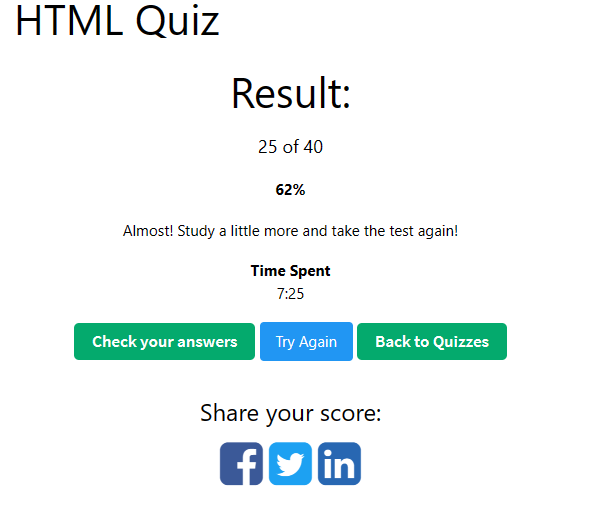 HTML Quiz
Result:
25 of 40
62%
Almost! Study a little more and take the test again!
Time Spent
7:25
Check your answers Try Again Back to Quizzes
Share your score:
f in